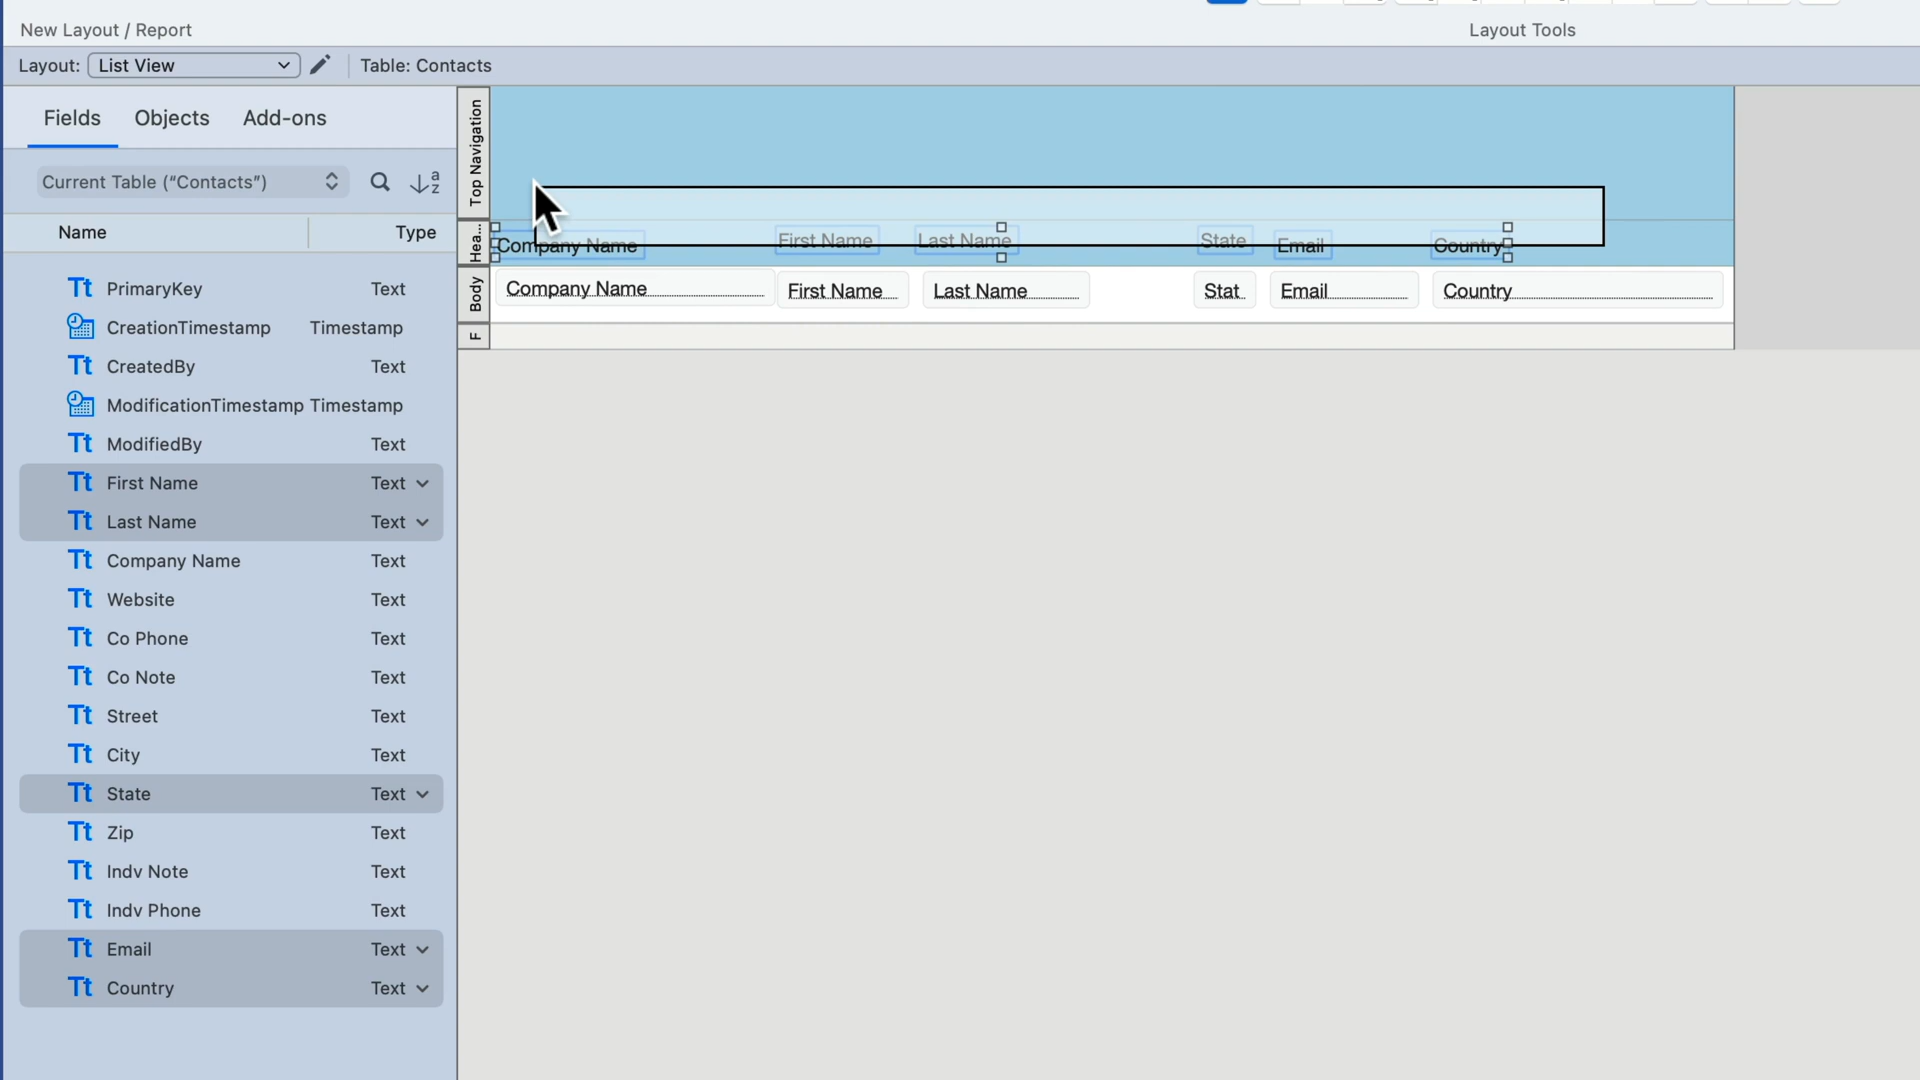 New Layout / Report
Layout Tools
Layout: List View
Table: Contacts
Fields Objects Add-ons
Current Table (“Contacts”)
Name Type
PrimaryKey Text
CreationTimestamp Timestamp
CreatedBy Text
ModificationTimestamp Timestamp
ModifiedBy Text
First Name Text
Last Name Text
Company Name Text
Website Text
Co Phone Text
Co Note Text
Street Text
City Text
State Text
Zip Text
Indv Note Text
Indv Phone Text
Email Text
Country Text
Top Navigation
Hea...
Company Name First Name Last Name State Email Country
Body
Company Name First Name Last Name Stat Email Country
F